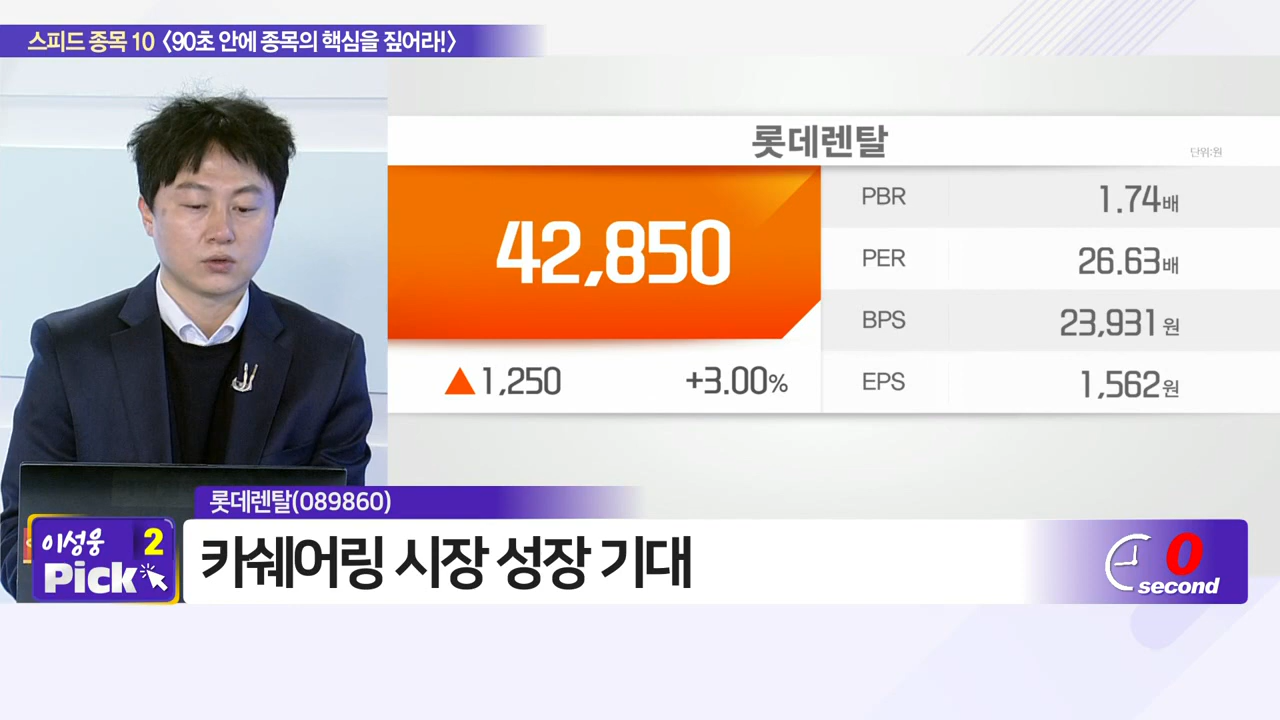 스피드 종목 10 〈90초 안에 종목의 핵심을 짚어라!〉
롯데렌탈
단위:원
42,850
▲1,250 +3.00%
PBR 1.74배
PER 26.63배
BPS 23,931원
EPS 1,562원
롯데렌탈(089860)
이성웅 2
Pick
카쉐어링 시장 성장 기대
0
second